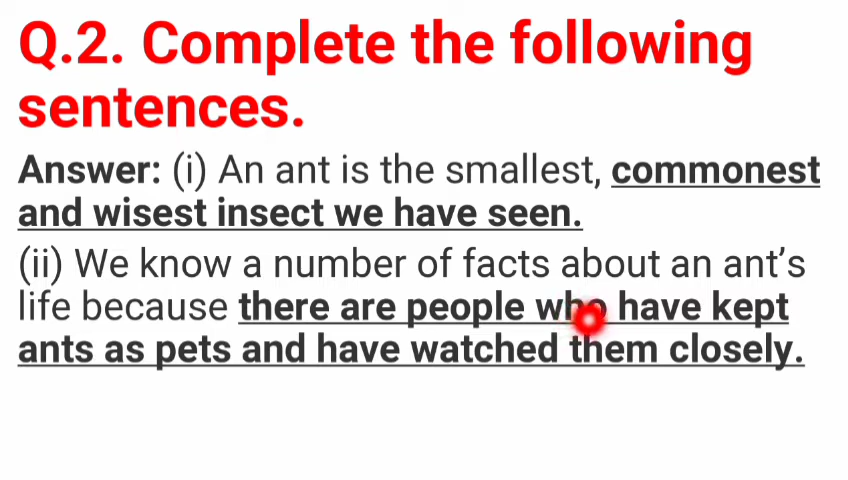 Q.2. Complete the following
sentences.
Answer: (i) An ant is the smallest, commonest
and wisest insect we have seen.
(ii) We know a number of facts about an ant's
life because there are people who have kept
ants as pets and have watched them closely.